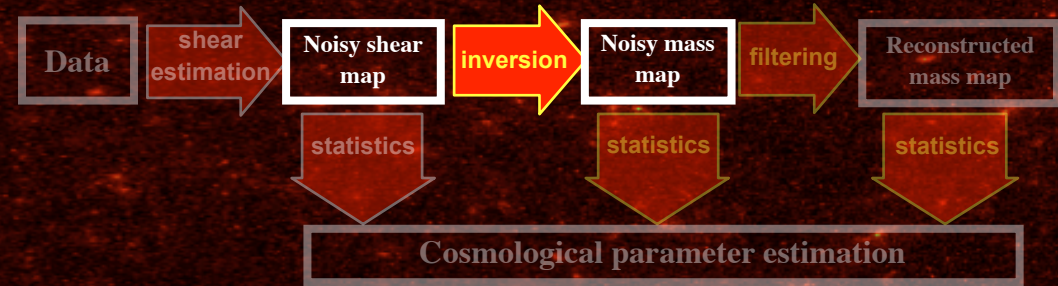 Data
shear
estimation
Noisy shear
map
inversion
Noisy mass
map
filtering
Reconstructed
mass map
statistics
statistics
statistics
Cosmological parameter estimation